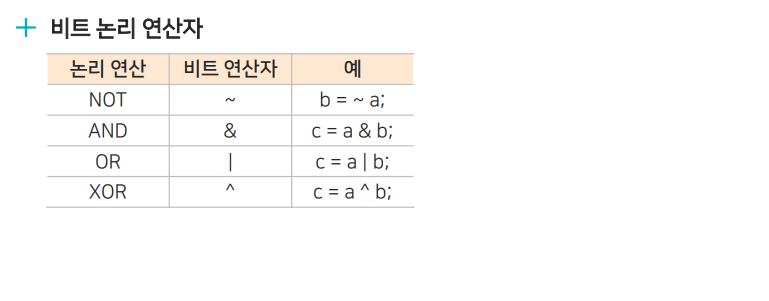 + 비트 논리 연산자
논리 연산 비트 연산자 예
NOT ~ b = ~ a;
AND & c = a & b;
OR | c = a | b;
XOR ^ c = a ^ b;